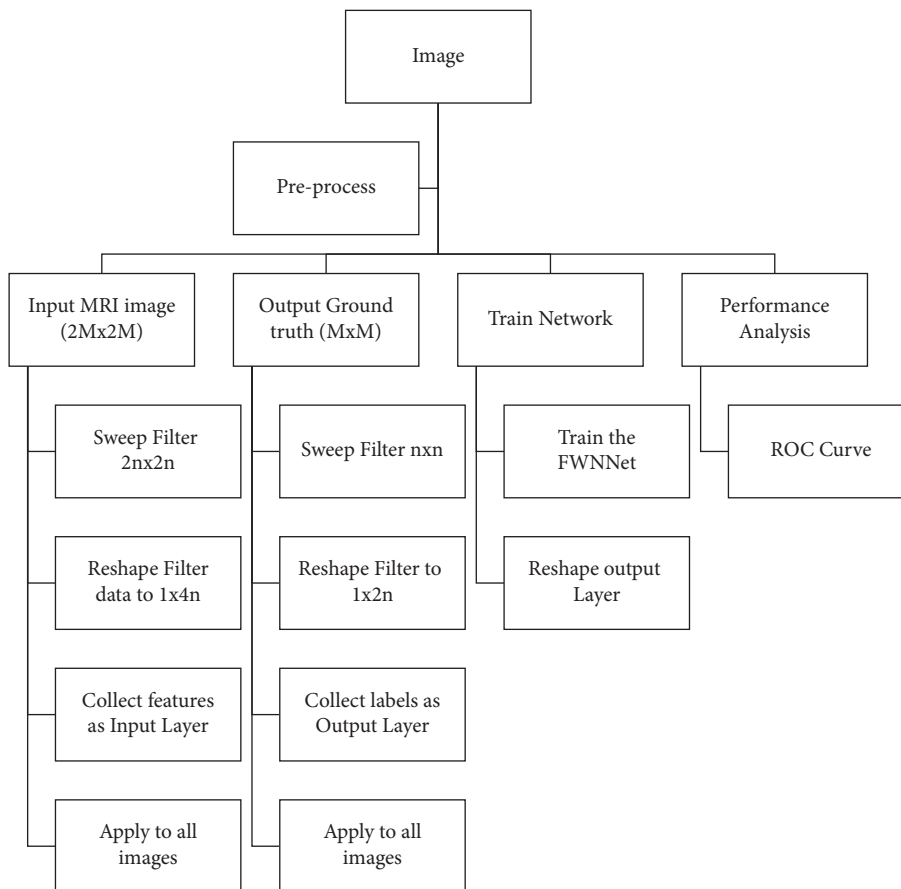 Image
Pre-process
Input MRI image
(2Mx2M)
Output Ground
truth (MxM)
Train Network
Performance
Analysis
Sweep Filter
2nx2n
Sweep Filter nxn
Train the
FWNNet
ROC Curve
Reshape Filter
data to 1x4n
Reshape Filter to
1x2n
Reshape output
Layer
Collect features
as Input Layer
Collect labels as
Output Layer
Apply to all
images
Apply to all
images